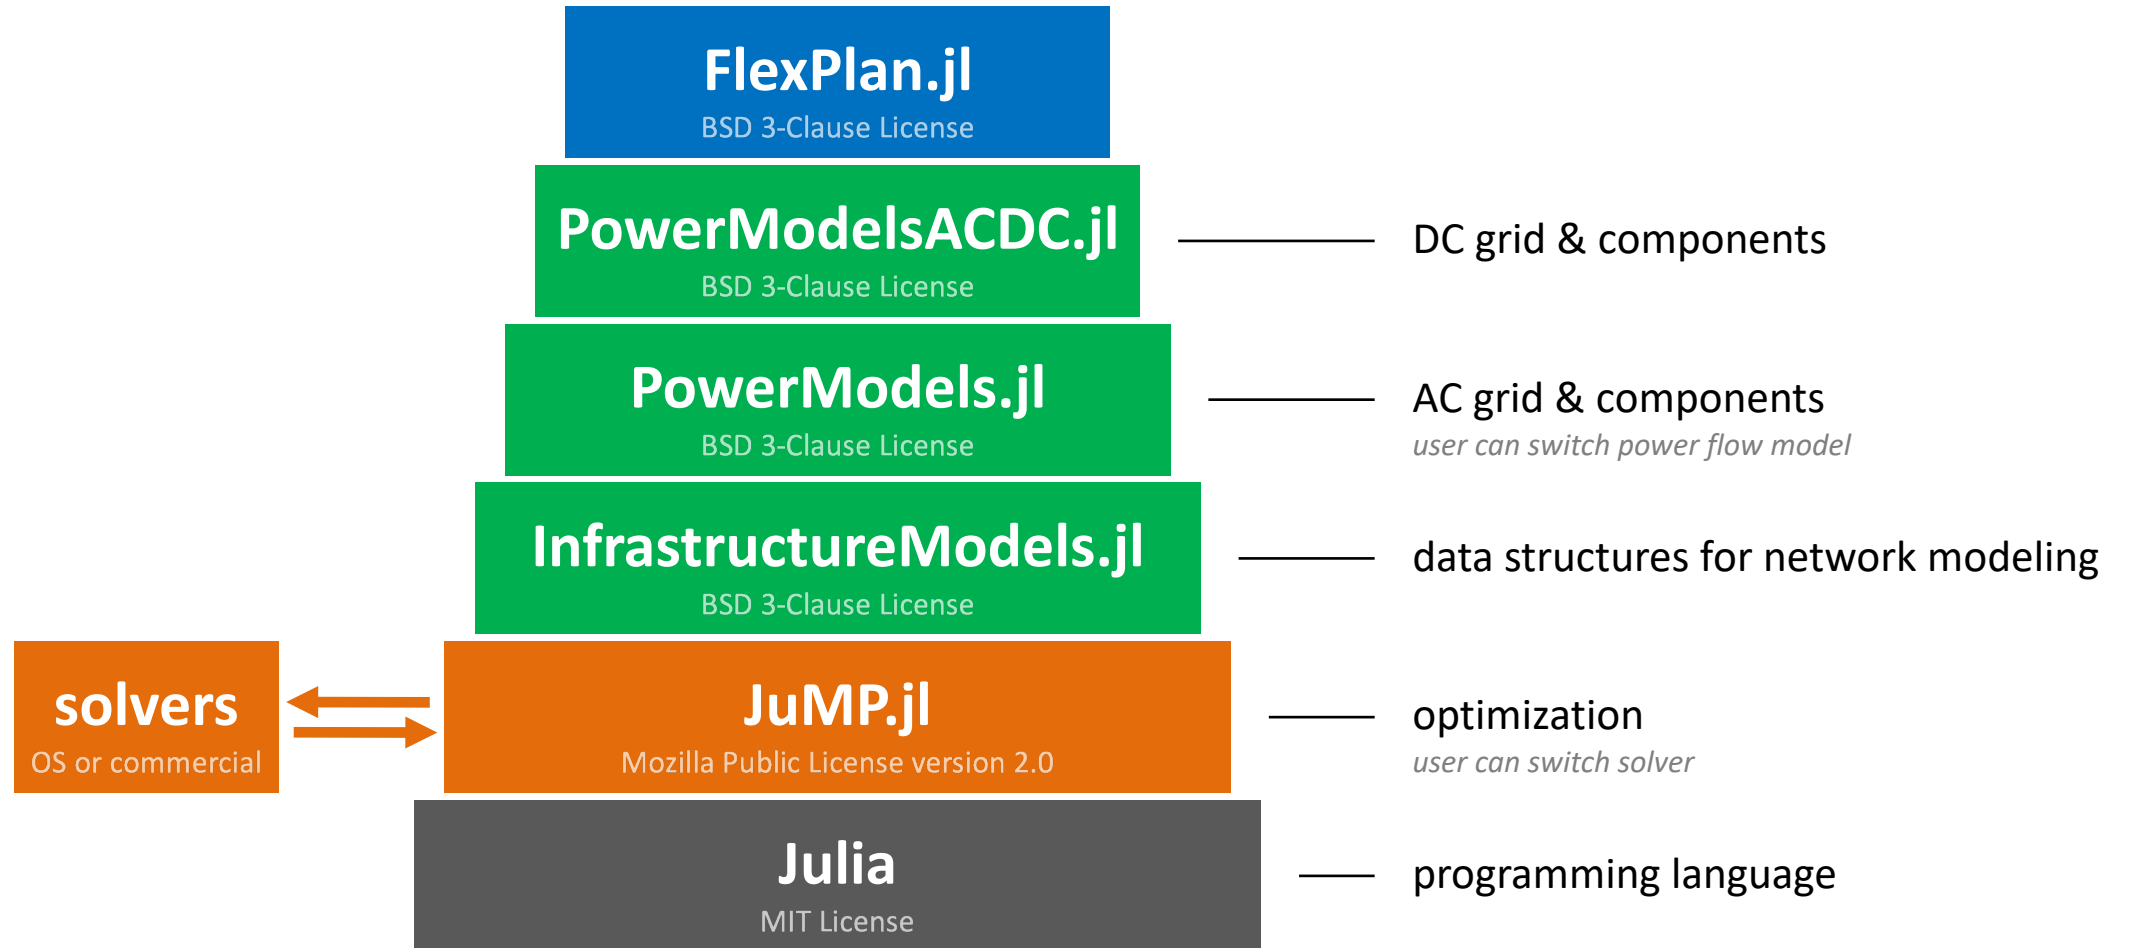 FlexPlan.jl
BSD 3-Clause License
PowerModelsACDC.jl
BSD 3-Clause License
DC grid & components
PowerModels.jl
BSD 3-Clause License
AC grid & components
user can switch power flow model
InfrastructureModels.jl
BSD 3-Clause License
data structures for network modeling
solvers
OS or commercial
JuMP.jl
Mozilla Public License version 2.0
optimization
user can switch solver
Julia
MIT License
programming language